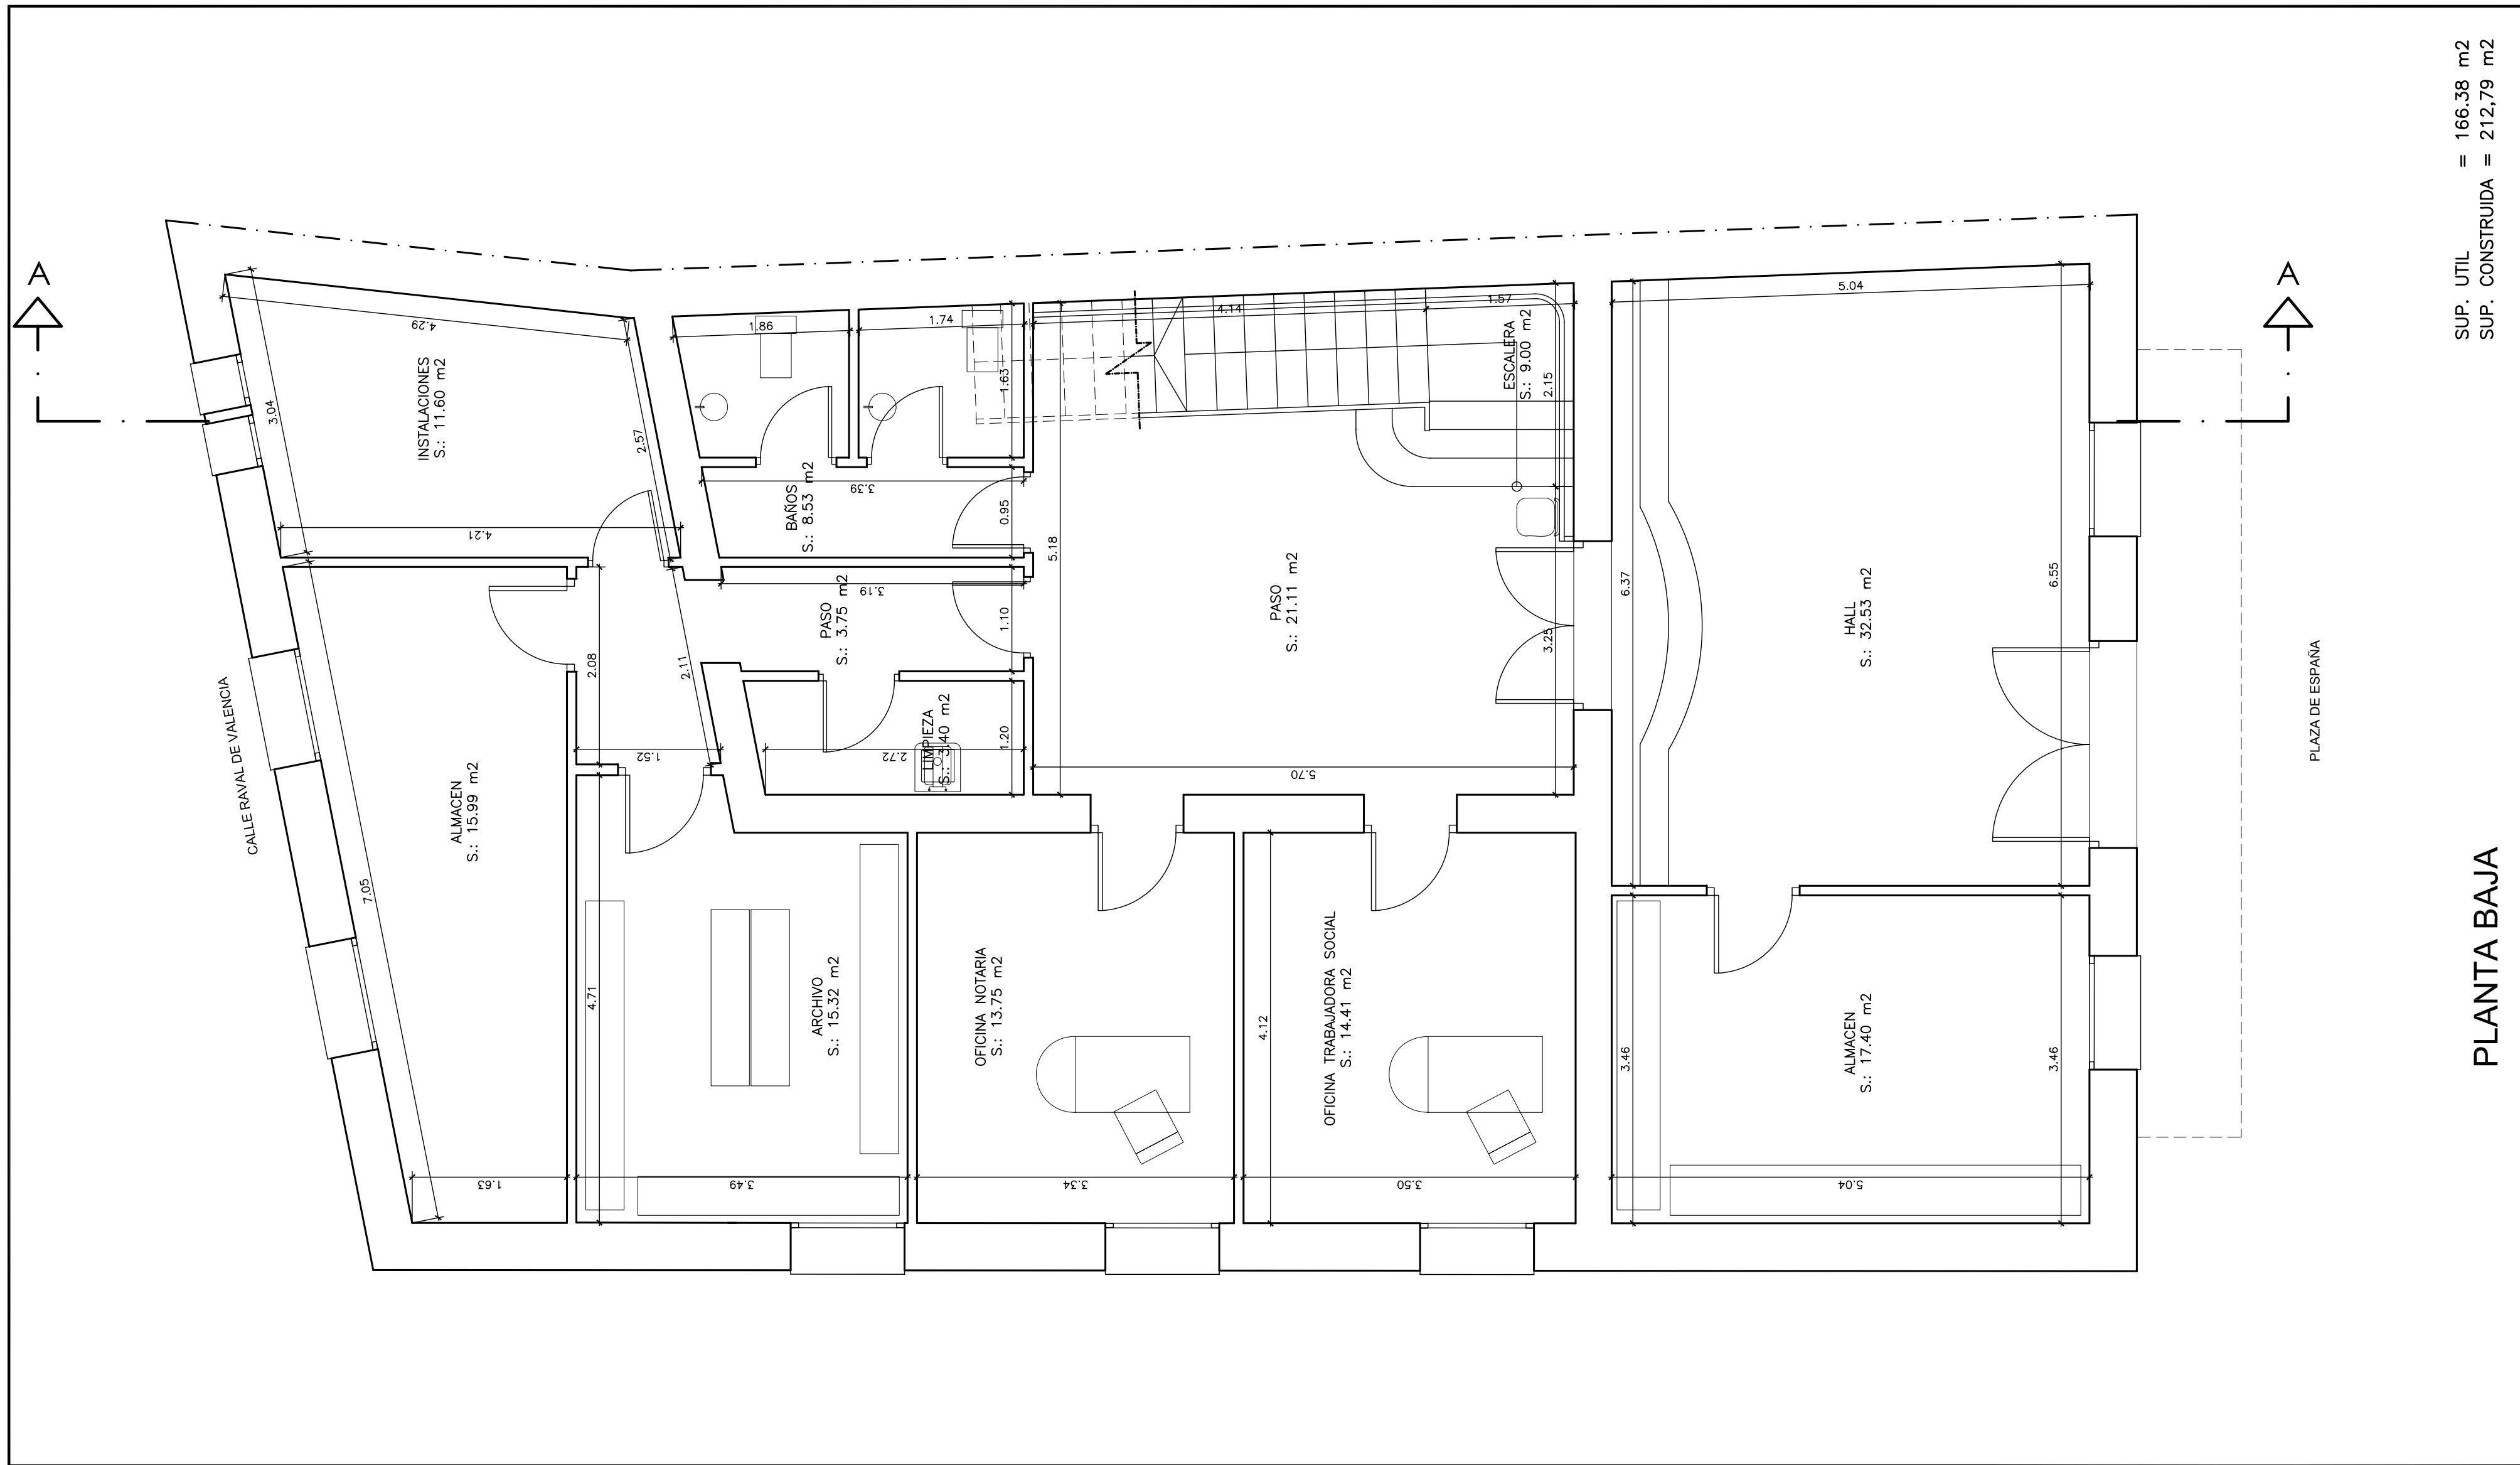 A
A
SUP. UTIL = 166.38 m2
SUP. CONSTRUIDA = 212,79 m2
PLANTA BAJA
PLAZA DE ESPAÑA
CALLE RAVAL DE VALENCIA
INSTALACIONES
S.: 11.60 m2
4.29
3.04
2.57
4.21
BAÑOS
S.: 8.53 m2
1.86
1.74
1.63
3.39
0.95
PASO
S.: 3.75 m2
3.19
1.10
2.08
2.11
1.52
LIMPIEZA
S.: 3.40 m2
2.72
1.20
ESCALERA
S.: 9.00 m2
4.14
1.57
2.15
PASO
S.: 21.11 m2
5.18
3.25
5.70
HALL
S.: 32.53 m2
5.04
6.37
6.55
ALMACEN
S.: 15.99 m2
7.05
1.63
ARCHIVO
S.: 15.32 m2
4.71
3.49
OFICINA NOTARIA
S.: 13.75 m2
3.34
OFICINA TRABAJADORA SOCIAL
S.: 14.41 m2
4.12
3.50
ALMACEN
S.: 17.40 m2
3.46
3.46
5.04